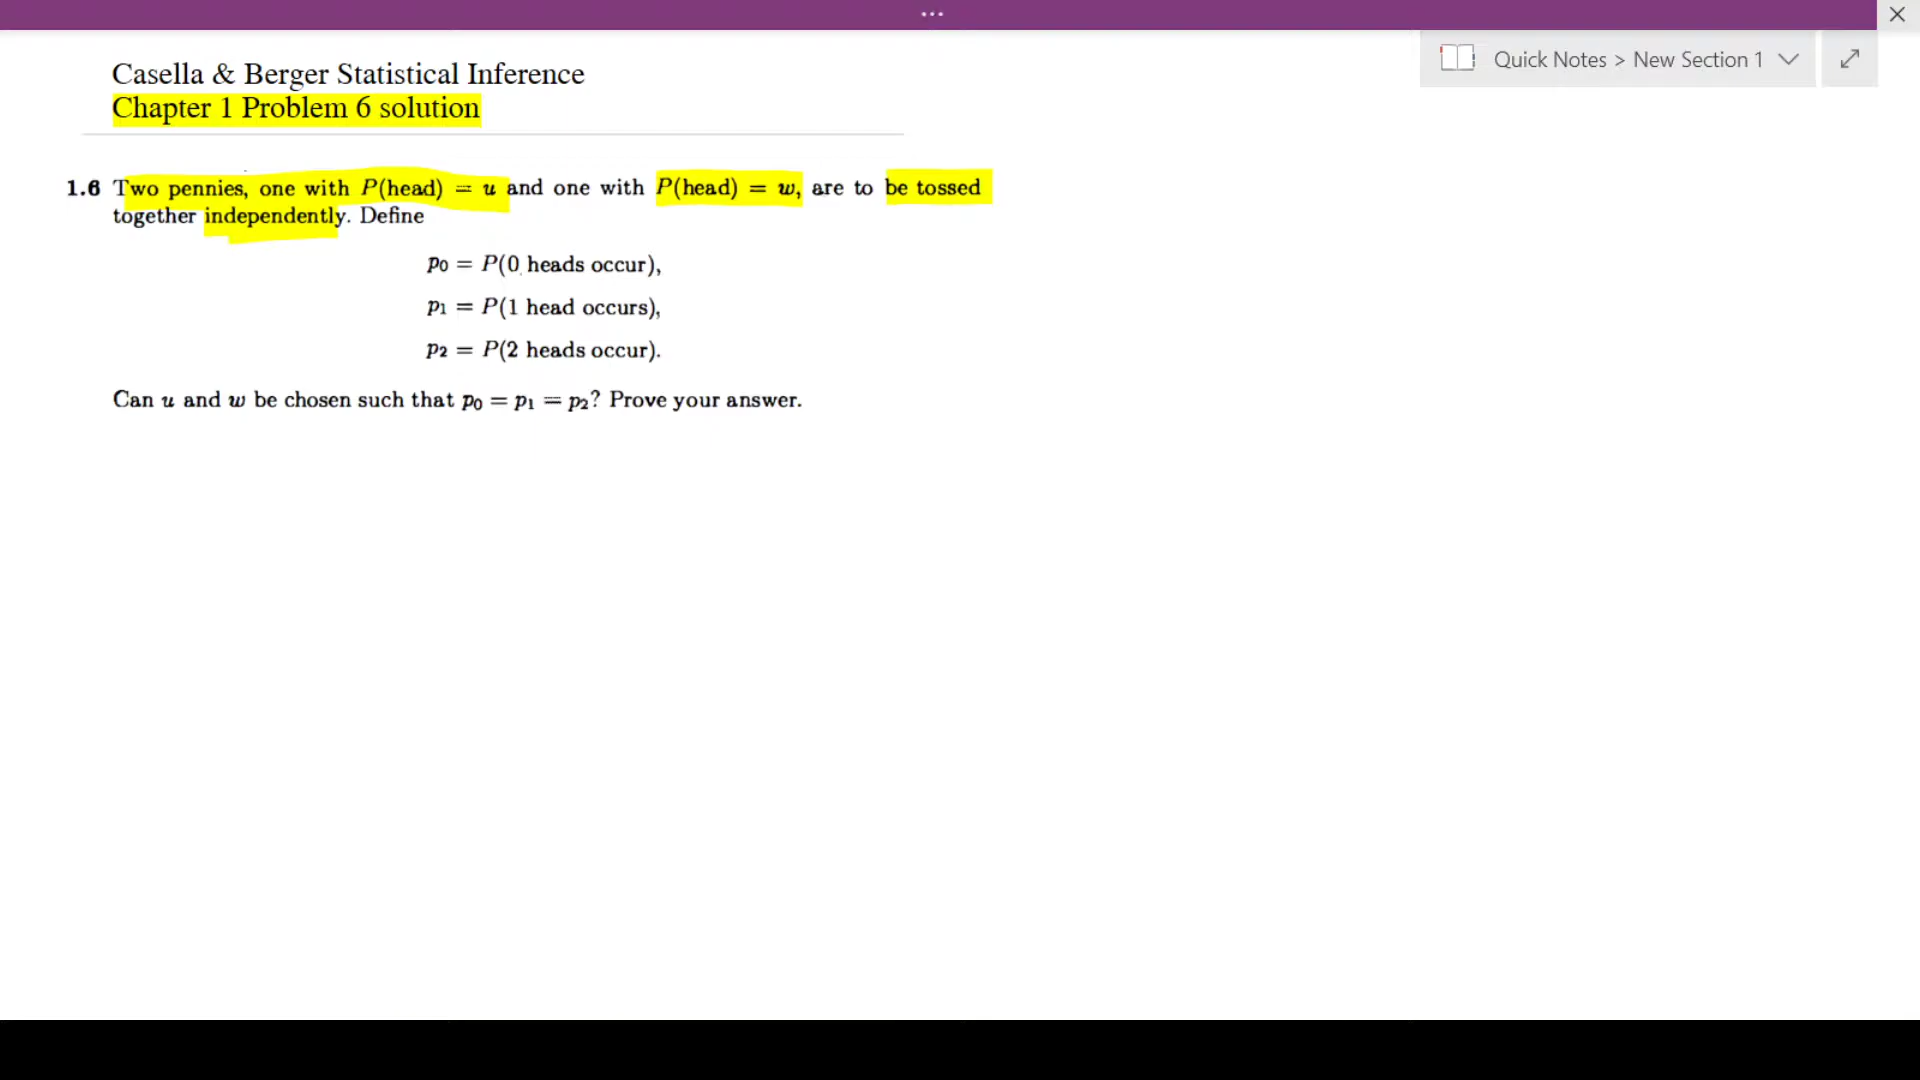 ...
Quick Notes > New Section 1
Casella & Berger Statistical Inference
Chapter 1 Problem 6 solution
1.6 Two pennies, one with P(head) = u and one with P(head) = w, are to be tossed
together independently. Define
p₀ = P(0 heads occur),
p₁ = P(1 head occurs),
p₂ = P(2 heads occur).
Can u and w be chosen such that p₀ = p₁ = p₂? Prove your answer.